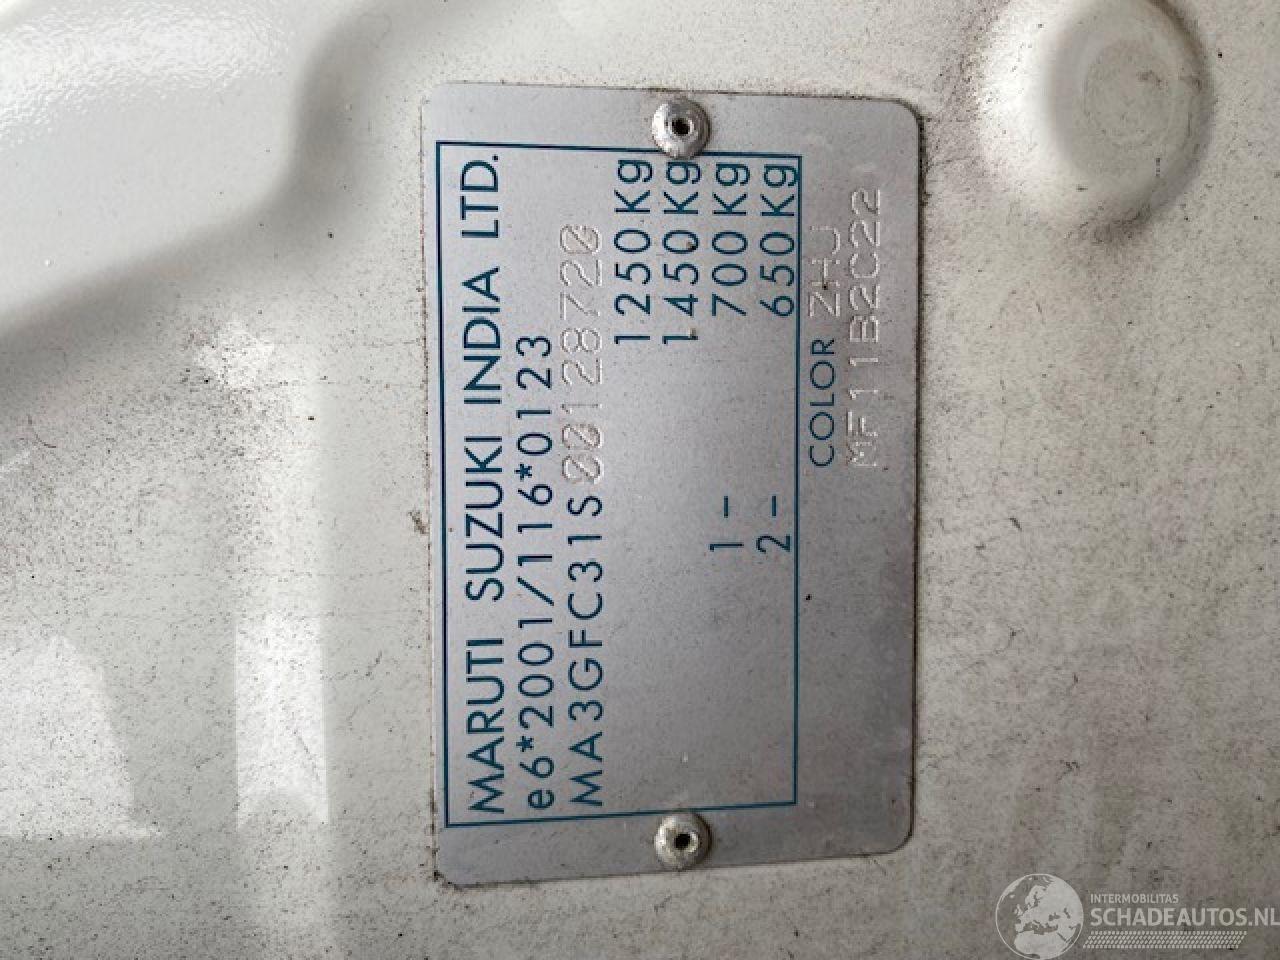 MARUTI SUZUKI INDIA LTD.
e6*2001/116*0123
MA3GFC31S00128720
1250Kg
1450Kg
1 – 700Kg
2 – 650Kg
COLOR ZHJ
MF11B2C22
INTERMOBILITAS
SCHADEAUTOS.NL